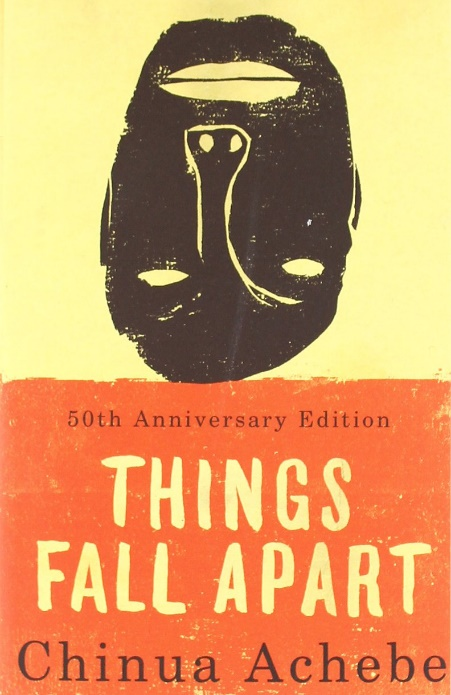 50th Anniversary Edition
THINGS
FALL APART
Chinua Achebe